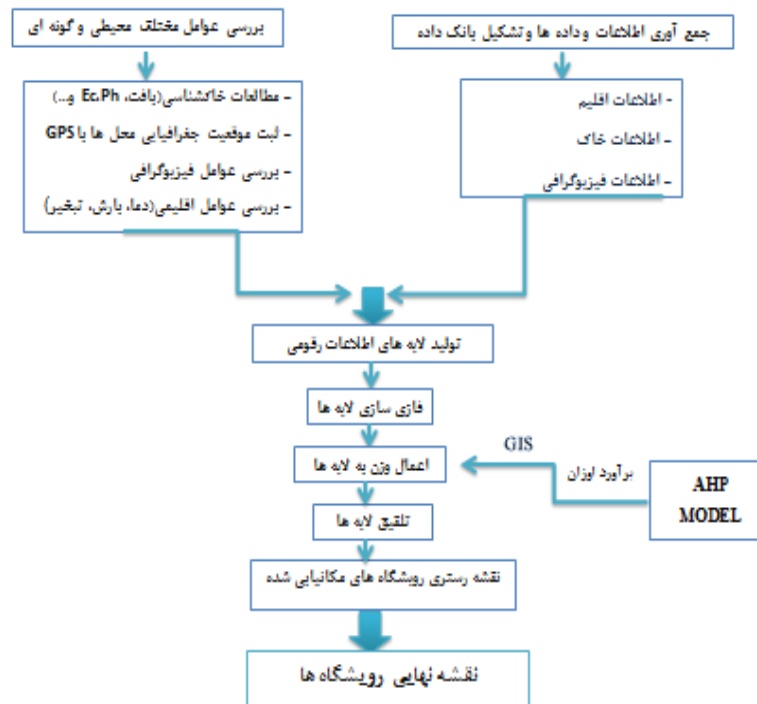 جمع آوری اطلاعات و داده ها و تشکیل بانک داده
- اطلاعات اقلیم
- اطلاعات خاک
- اطلاعات فیزیوگرافی
بررسی عوامل مختلف محیطی و گونه ای
- مطالعات خاکشناسی(بافت، Ec،Ph و...)
- ثبت موقعیت جغرافیایی محل ها با GPS
- بررسی عوامل فیزیوگرافی
- بررسی عوامل اقلیمی(دما، بارش، تبخیر)
تولید لایه های اطلاعات رقومی
فازی سازی لایه ها
اعمال وزن به لایه ها
GIS
برآورد اوزان
AHP
MODEL
تلفیق لایه ها
نقشه رستری رویشگاه های مکانیابی شده
نقشه نهایی رویشگاه ها